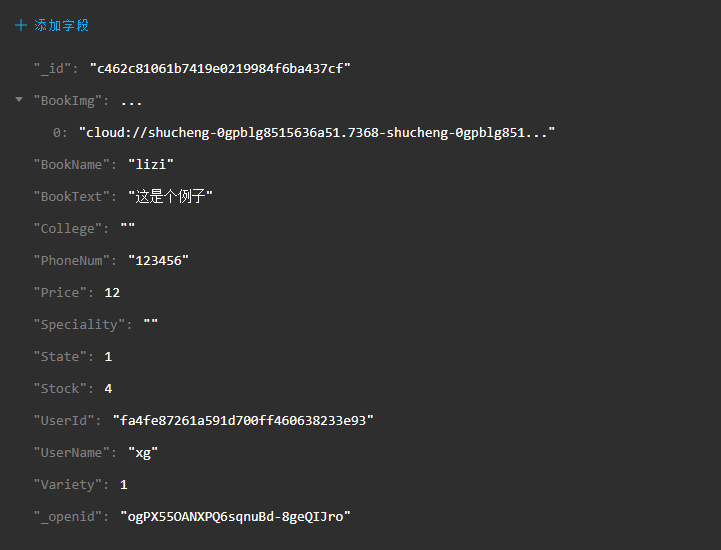 + 添加字段
"_id": "c462c81061b7419e0219984f6ba437cf"
"BookImg": ...
0: "cloud://shucheng-0gpblg8515636a51.7368-shucheng-0gpblg851..."
"BookName": "lizi"
"BookText": "这是个例子"
"College": ""
"PhoneNum": "123456"
"Price": 12
"Speciality": ""
"State": 1
"Stock": 4
"UserId": "fa4fe87261a591d700ff460638233e93"
"UserName": "xg"
"Variety": 1
"_openid": "ogPX55OANXPQ6sqnuBd-8geQIJro"